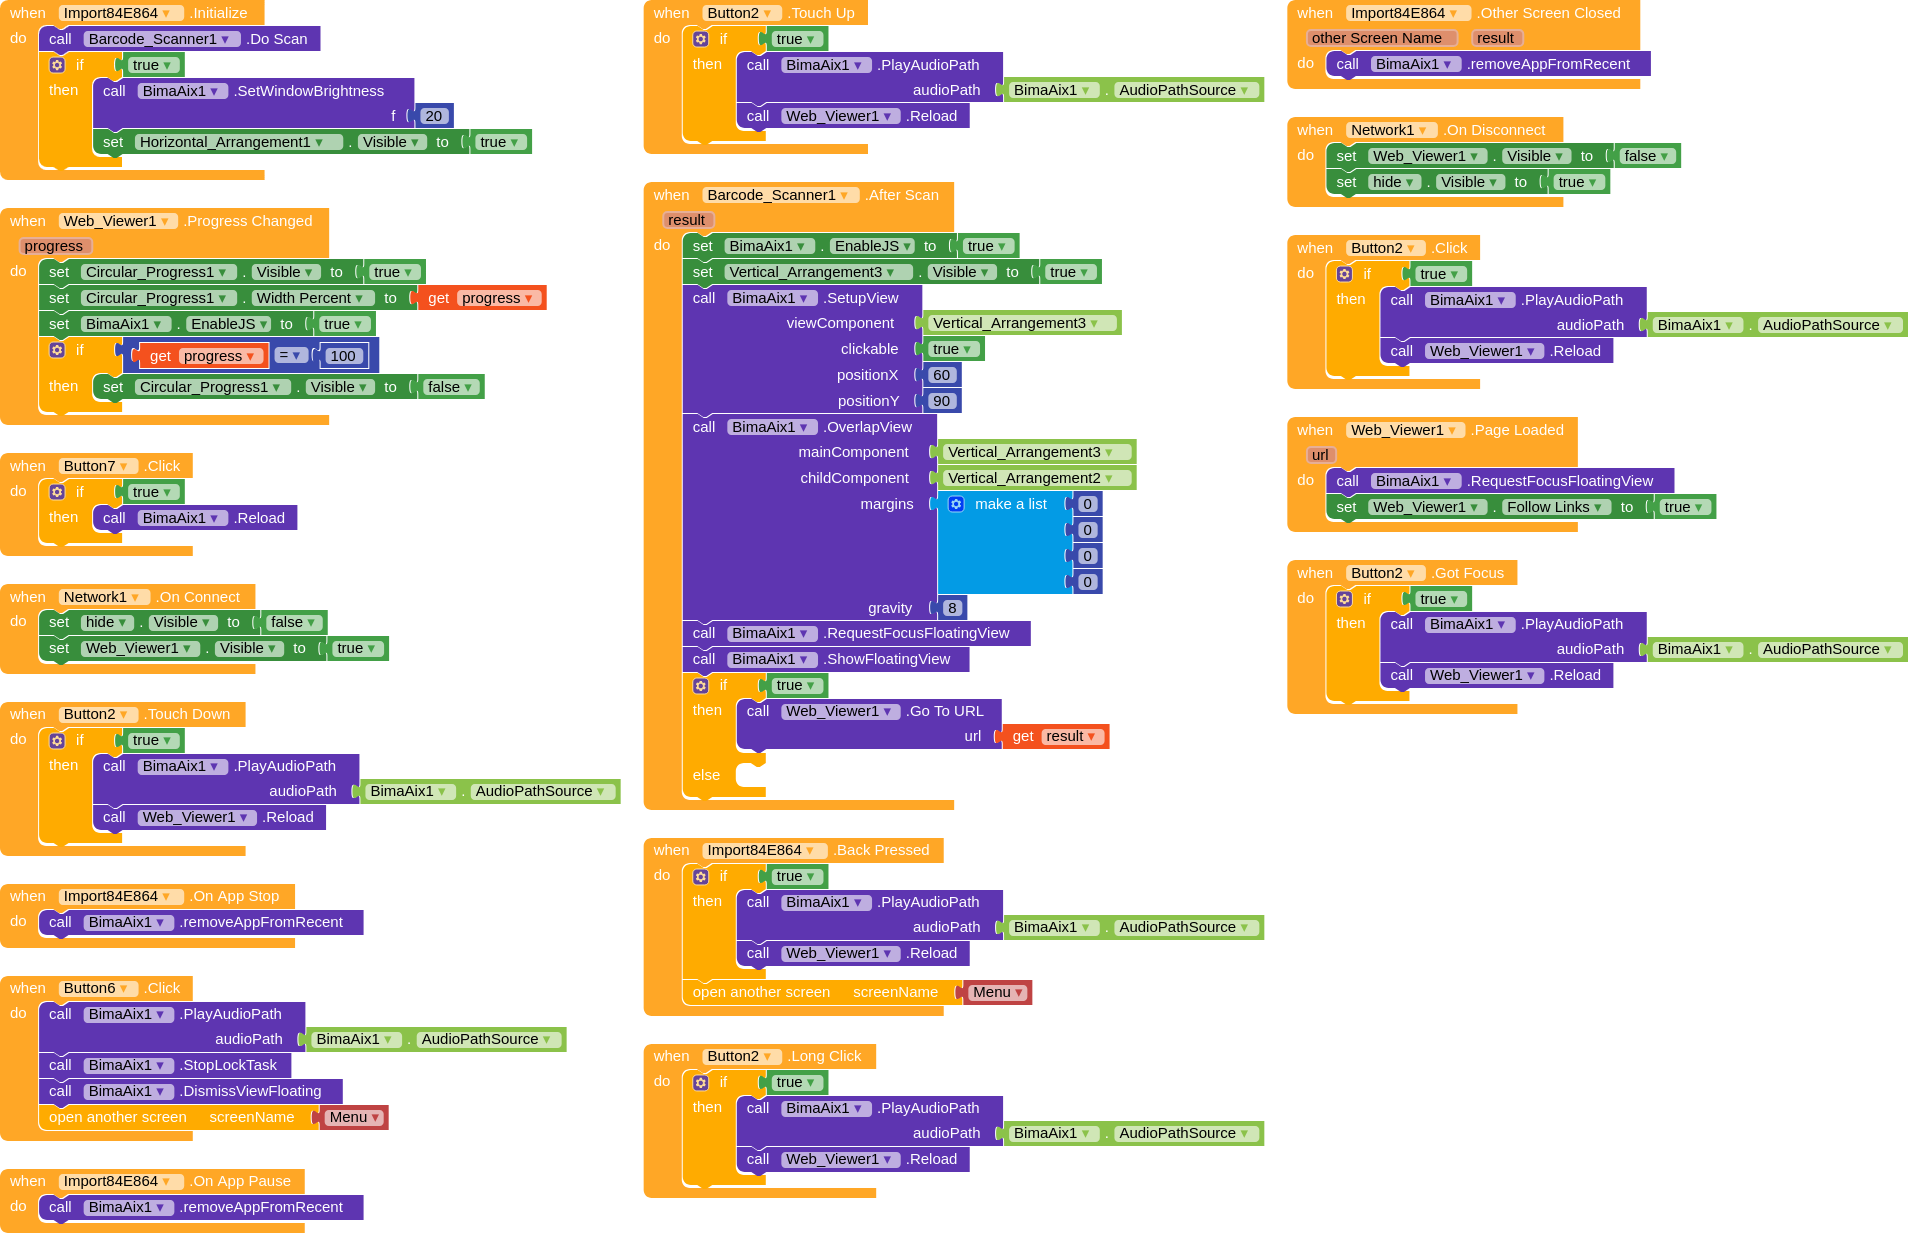 when Import84E864 .Initialize
do call Barcode_Scanner1 .Do Scan
if true
then call BimaAix1 .SetWindowBrightness
f 20
set Horizontal_Arrangement1 . Visible to true
when Web_Viewer1 .Progress Changed
progress
do set Circular_Progress1 . Visible to true
set Circular_Progress1 . Width Percent to get progress
set BimaAix1 . EnableJS to true
if get progress = 100
then set Circular_Progress1 . Visible to false
when Button7 .Click
do if true
then call BimaAix1 .Reload
when Network1 .On Connect
do set hide . Visible to false
set Web_Viewer1 . Visible to true
when Button2 .Touch Down
do if true
then call BimaAix1 .PlayAudioPath
audioPath BimaAix1 . AudioPathSource
call Web_Viewer1 .Reload
when Import84E864 .On App Stop
do call BimaAix1 .removeAppFromRecent
when Button6 .Click
do call BimaAix1 .PlayAudioPath
audioPath BimaAix1 . AudioPathSource
call BimaAix1 .StopLockTask
call BimaAix1 .DismissViewFloating
open another screen screenName Menu
when Import84E864 .On App Pause
do call BimaAix1 .removeAppFromRecent
when Button2 .Touch Up
do if true
then call BimaAix1 .PlayAudioPath
audioPath BimaAix1 . AudioPathSource
call Web_Viewer1 .Reload
when Barcode_Scanner1 .After Scan
result
do set BimaAix1 . EnableJS to true
set Vertical_Arrangement3 . Visible to true
call BimaAix1 .SetupView
viewComponent Vertical_Arrangement3
clickable true
positionX 60
positionY 90
call BimaAix1 .OverlapView
mainComponent Vertical_Arrangement3
childComponent Vertical_Arrangement2
margins make a list 0
0
0
0
gravity 8
call BimaAix1 .RequestFocusFloatingView
call BimaAix1 .ShowFloatingView
if true
then call Web_Viewer1 .Go To URL
url get result
else
when Import84E864 .Back Pressed
do if true
then call BimaAix1 .PlayAudioPath
audioPath BimaAix1 . AudioPathSource
call Web_Viewer1 .Reload
open another screen screenName Menu
when Button2 .Long Click
do if true
then call BimaAix1 .PlayAudioPath
audioPath BimaAix1 . AudioPathSource
call Web_Viewer1 .Reload
when Import84E864 .Other Screen Closed
other Screen Name result
do call BimaAix1 .removeAppFromRecent
when Network1 .On Disconnect
do set Web_Viewer1 . Visible to false
set hide . Visible to true
when Button2 .Click
do if true
then call BimaAix1 .PlayAudioPath
audioPath BimaAix1 . AudioPathSource
call Web_Viewer1 .Reload
when Web_Viewer1 .Page Loaded
url
do call BimaAix1 .RequestFocusFloatingView
set Web_Viewer1 . Follow Links to true
when Button2 .Got Focus
do if true
then call BimaAix1 .PlayAudioPath
audioPath BimaAix1 . AudioPathSource
call Web_Viewer1 .Reload